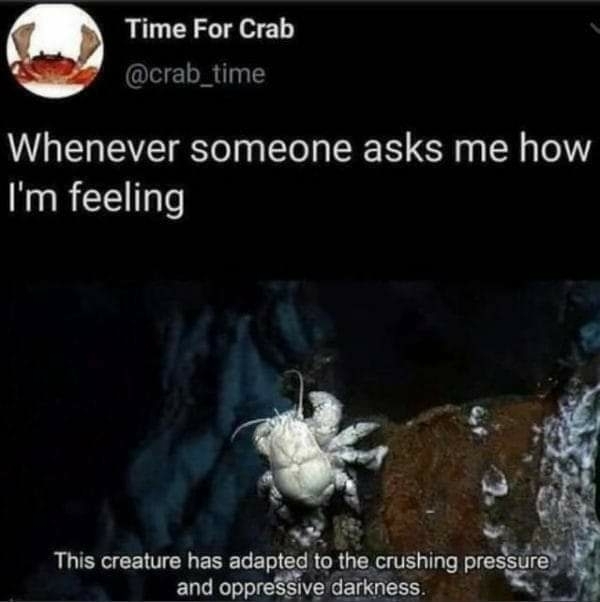 Time For Crab
@crab_time
Whenever someone asks me how
I'm feeling
This creature has adapted to the crushing pressure
and oppressive darkness.